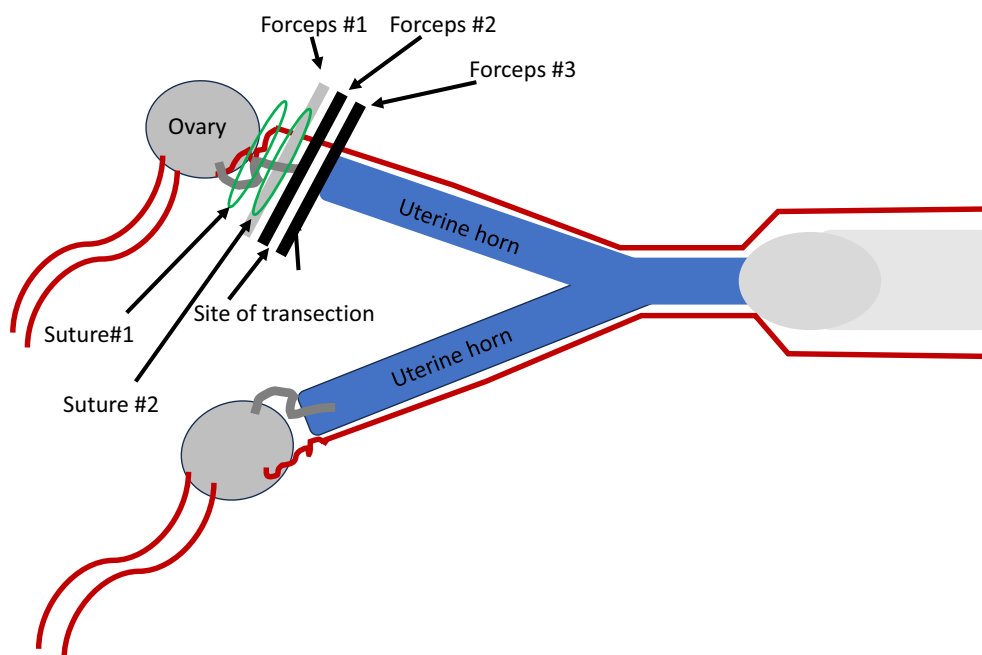 Forceps #1
Forceps #2
Forceps #3
Ovary
Uterine horn
Site of transection
Suture#1
Uterine horn
Suture #2